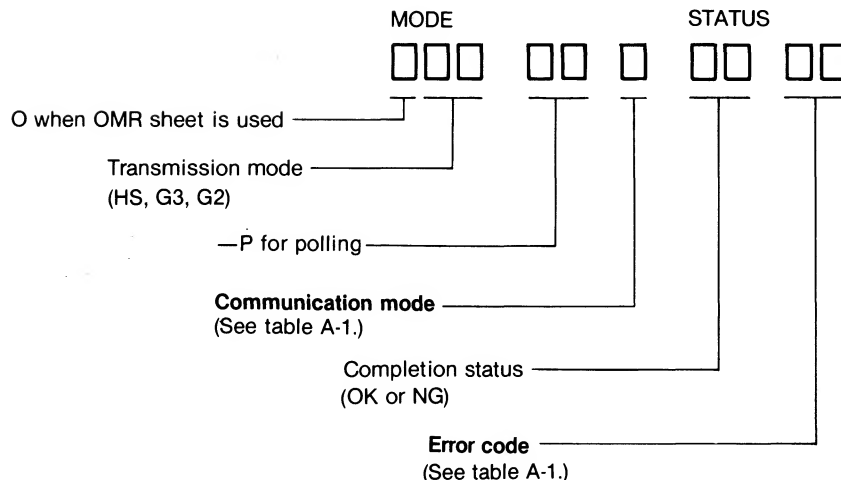 MODE STATUS
O when OMR sheet is used
Transmission mode
(HS, G3, G2)
—P for polling
Communication mode
(See table A-1.)
Completion status
(OK or NG)
Error code
(See table A-1.)